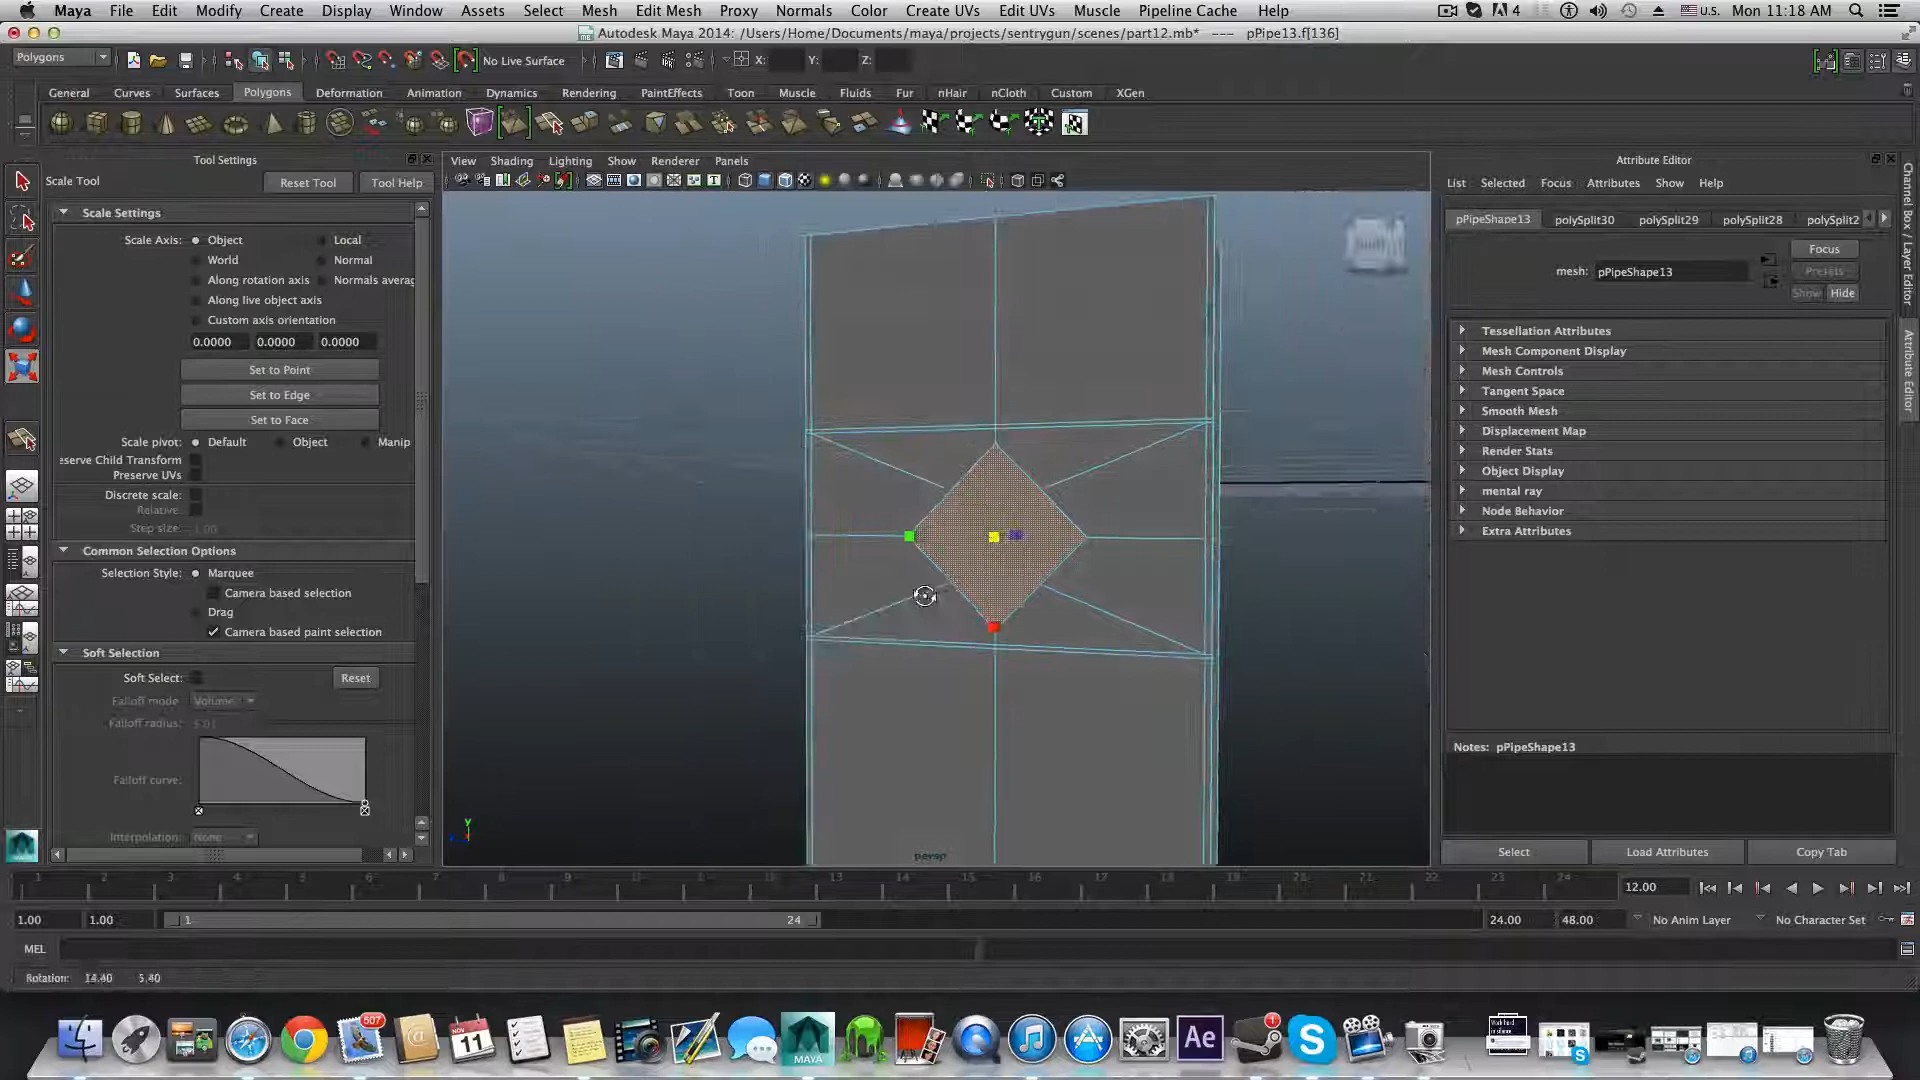 Maya File Edit Modify Create Display Window Assets Select Mesh Edit Mesh Proxy Normals Color Create UVs Edit UVs Muscle Pipeline Cache Help 4 U.S. Mon 11:18 AM
Autodesk Maya 2014: /Users/Home/Documents/maya/projects/sentrygun/scenes/part12.mb* --- pPipe13.f[136]
Polygons No Live Surface X: Y: Z:
General Curves Surfaces Polygons Deformation Animation Dynamics Rendering PaintEffects Toon Muscle Fluids Fur nHair nCloth Custom XGen
Tool Settings
Scale Tool Reset Tool Tool Help
Scale Settings
Scale Axis: Object Local
World Normal
Along rotation axis Normals averag
Along live object axis
Custom axis orientation
0.0000 0.0000 0.0000
Set to Point
Set to Edge
Set to Face
Scale pivot: Default Object Manip
eserve Child Transform
Preserve UVs
Discrete scale:
Relative:
Step size: 1.00
Common Selection Options
Selection Style: Marquee
Camera based selection
Drag
Camera based paint selection
Soft Selection
Soft Select: Reset
Falloff mode Volume
Falloff radius:
Falloff curve:
Interpolation: None
View Shading Lighting Show Renderer Panels
persp
y
Attribute Editor
List Selected Focus Attributes Show Help
pPipeShape13 polySplit30 polySplit29 polySplit28 polySplit2
Focus
mesh: pPipeShape13 Presets
Show Hide
Tessellation Attributes
Mesh Component Display
Mesh Controls
Tangent Space
Smooth Mesh
Displacement Map
Render Stats
Object Display
mental ray
Node Behavior
Extra Attributes
Notes: pPipeShape13
Select Load Attributes Copy Tab
Channel Box / Layer Editor
Attribute Editor
1 2 3 4 5 6 7 8 9 10 11 12 13 14 15 16 17 18 19 20 21 22 23 24 12.00
1.00 1.00 1 24 24.00 48.00 No Anim Layer No Character Set
MEL
Rotation: 14.40 5.40
507
NOV
11
MAYA
Ae
1